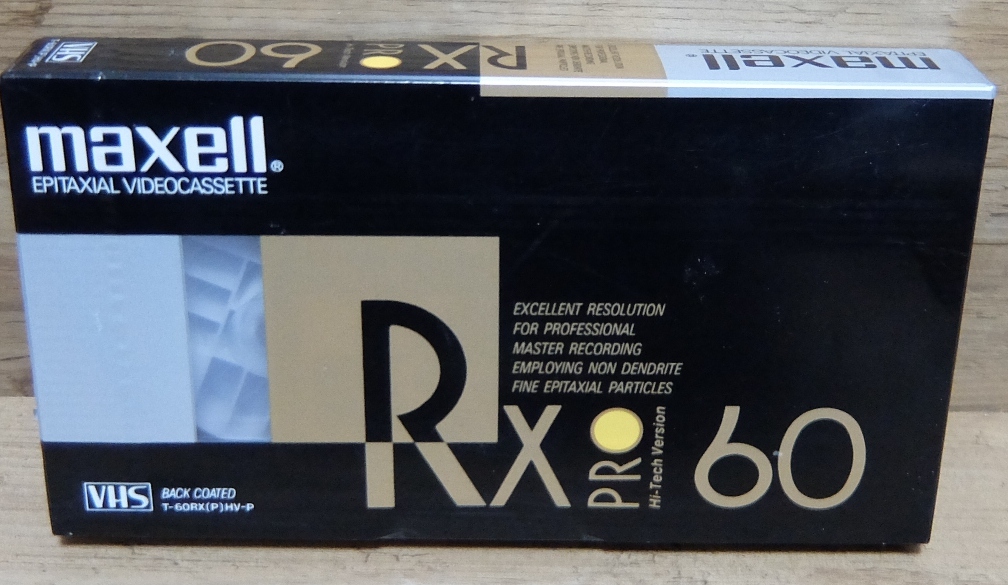 VHS
60
PRO
RX
maxell
EPITAXIAL VIDEOCASSETTE
maxell®
EPITAXIAL VIDEOCASSETTE
EXCELLENT RESOLUTION
FOR PROFESSIONAL
MASTER RECORDING
EMPLOYING NON DENDRITE
FINE EPITAXIAL PARTICLES
RX PRO Hi-Tech Version 60
VHS BACK COATED
T-60RX(P)HV-P